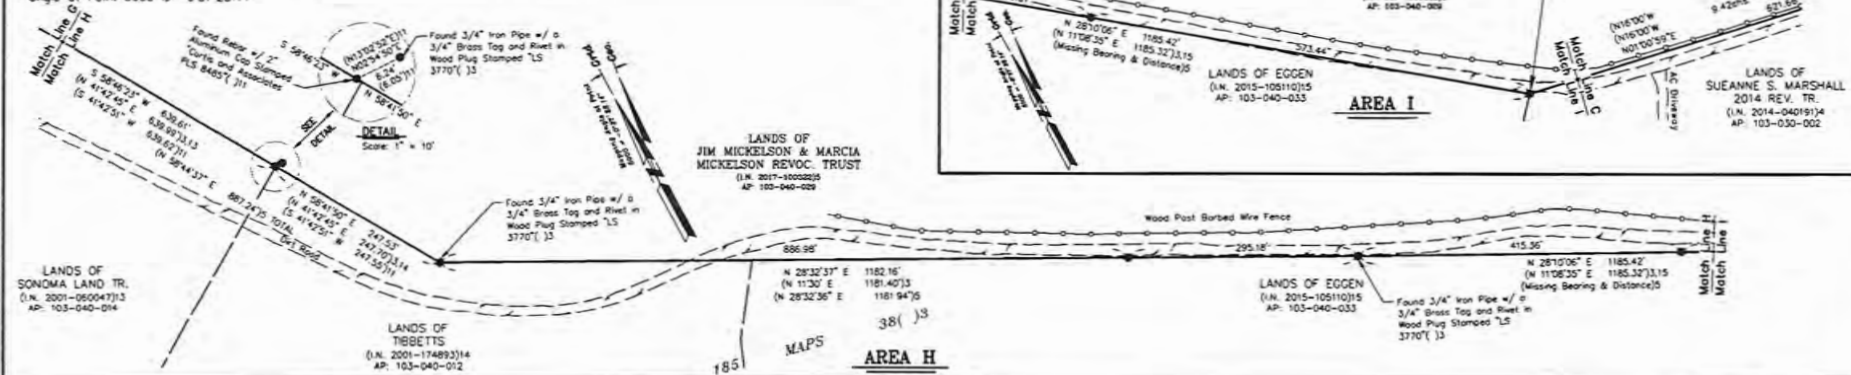 Match Line G
Match Line H
Found Rebar w/ 2"
Aluminum Cap Stamped
"Curtis and Associates
PLS 8465"( )11
S 58°46'23" W
(N13°02'52"E)11
N02°54'50"E
6.24'
(6.05')11
N 58°41'50" E
Found 3/4" Iron Pipe w/ a
3/4" Brass Tag and Rivet in
Wood Plug Stamped "LS
3770"( )3
SEE
DETAIL
DETAIL
Scale: 1" = 10'
S 58°46'23" W 639.61'
(N 41°42'45" E 639.99')3,13
(S 41°42'51" W 639.62')11
(N 58°44'37" E
887.24')5 TOTAL
Dirt Road
N 58°41'50" E 247.53'
(N 41°42'45" E 247.70')3,14
(S 41°42'51" W 247.55')11
Found 3/4" Iron Pipe w/ a
3/4" Brass Tag and Rivet in
Wood Plug Stamped "LS
3770"( )3
LANDS OF
JIM MICKELSON & MARCIA
MICKELSON REVOC. TRUST
(I.N. 2017-100322)5
AP: 103-040-029
LANDS OF
SONOMA LAND TR.
(I.N. 2001-060047)13
AP: 103-040-014
LANDS OF
TIBBETTS
(I.N. 2001-174893)14
AP: 103-040-012
886.98'
N 28°32'37" E 1182.16'
(N 11°30' E 1181.40')3
(N 28°32'36" E 1181.94')5
185
MAPS
38( )3
AREA H
Wood Post Barbed Wire Fence
295.18'
415.36'
LANDS OF EGGEN
(I.N. 2015-105110)15
AP: 103-040-033
N 28°10'06" E 1185.42'
(N 11°08'35" E 1185.32')3,15
(Missing Bearing & Distance)5
Found 3/4" Iron Pipe w/ a
3/4" Brass Tag and Rivet in
Wood Plug Stamped "LS
3770"( )3
Match Line H
Match Line I
Match Line
Match Line
AP: 103-040-009
N 28°10'06" E 1185.42'
(N 11°08'35" E 1185.32')3,15
(Missing Bearing & Distance)5
573.44'
LANDS OF EGGEN
(I.N. 2015-105110)15
AP: 103-040-033
AREA I
Match Line C
Match Line I
(N16°00'W
(N16°00'W
N01°00'59"E
9.42chs
621.66'
AC Driveway
LANDS OF
SUEANNE S. MARSHALL
2014 REV. TR.
(I.N. 2014-040191)4
AP: 103-030-002